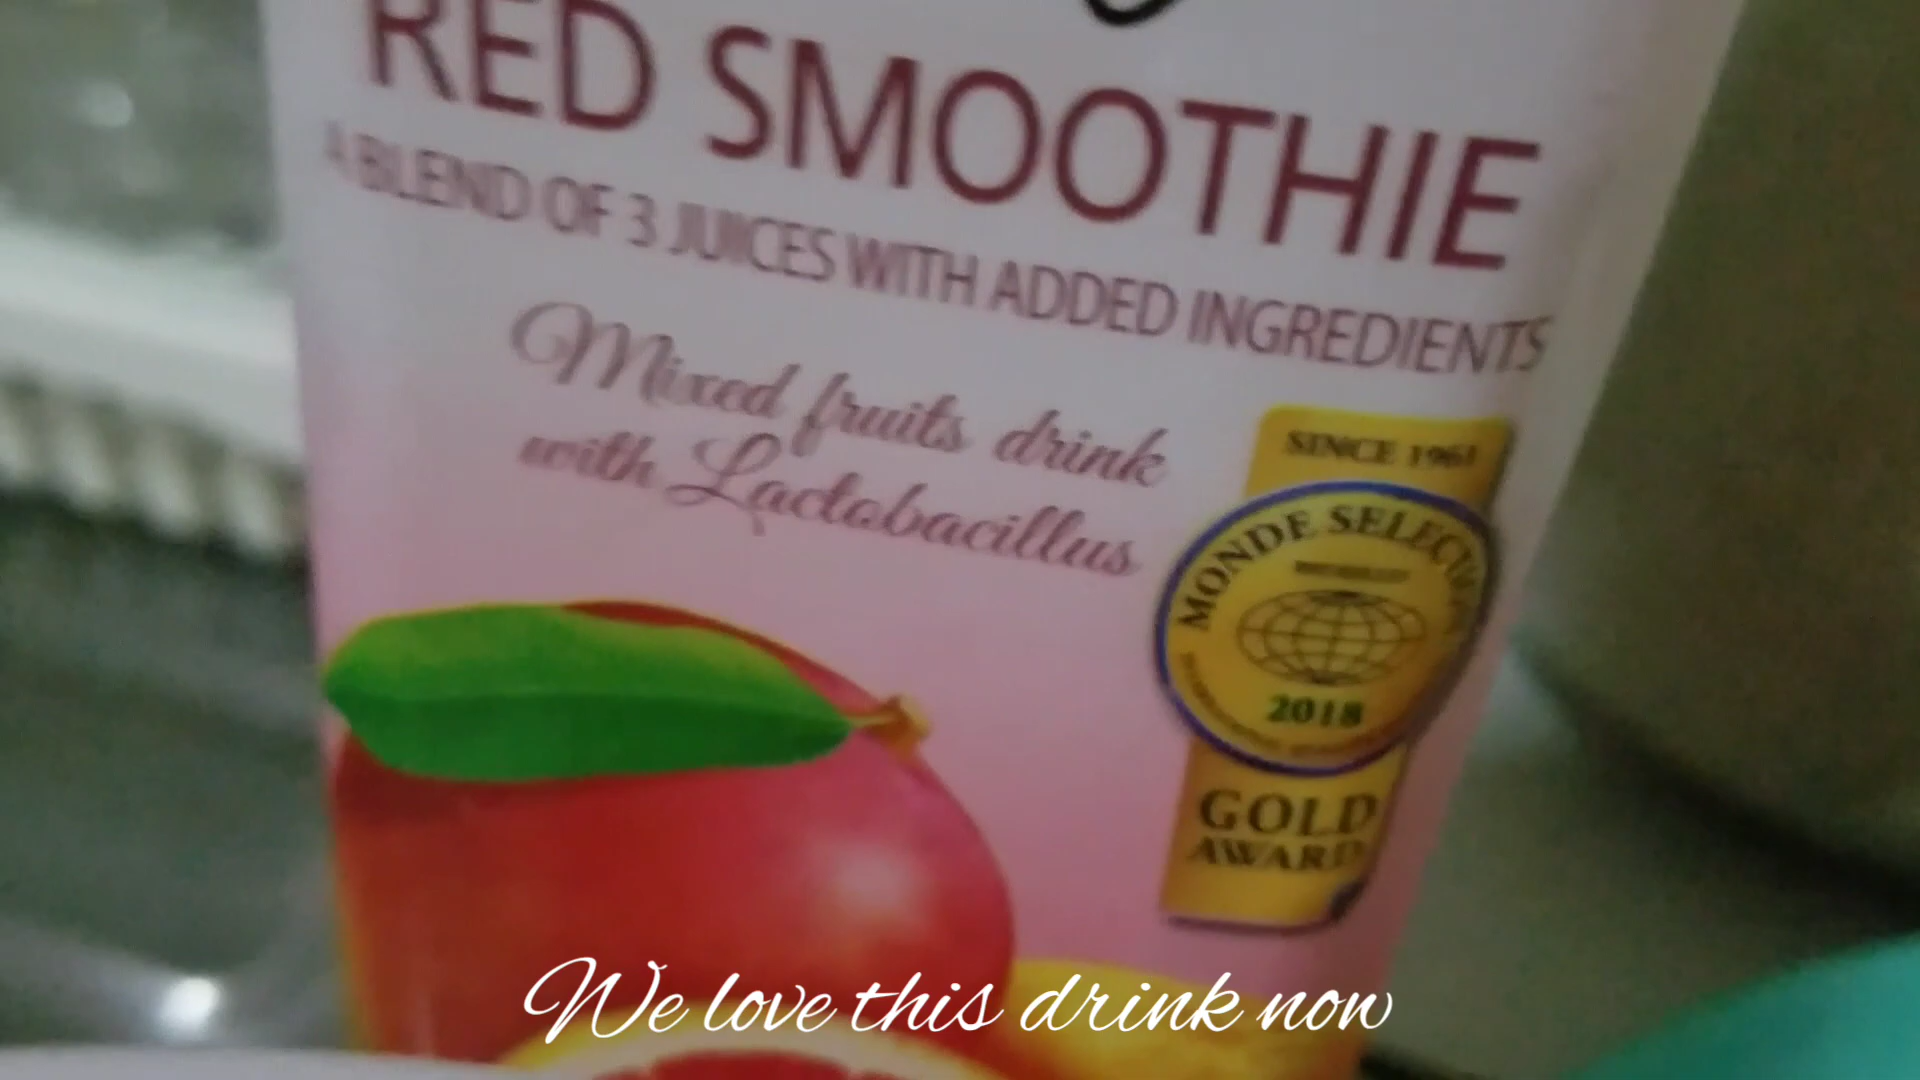 RED SMOOTHIE
A BLEND OF 3 JUICES WITH ADDED INGREDIENTS
Mixed fruits drink
with Lactobacillus
SINCE 1961
MONDE SELECTION
2018
GOLD
AWARD
We love this drink now